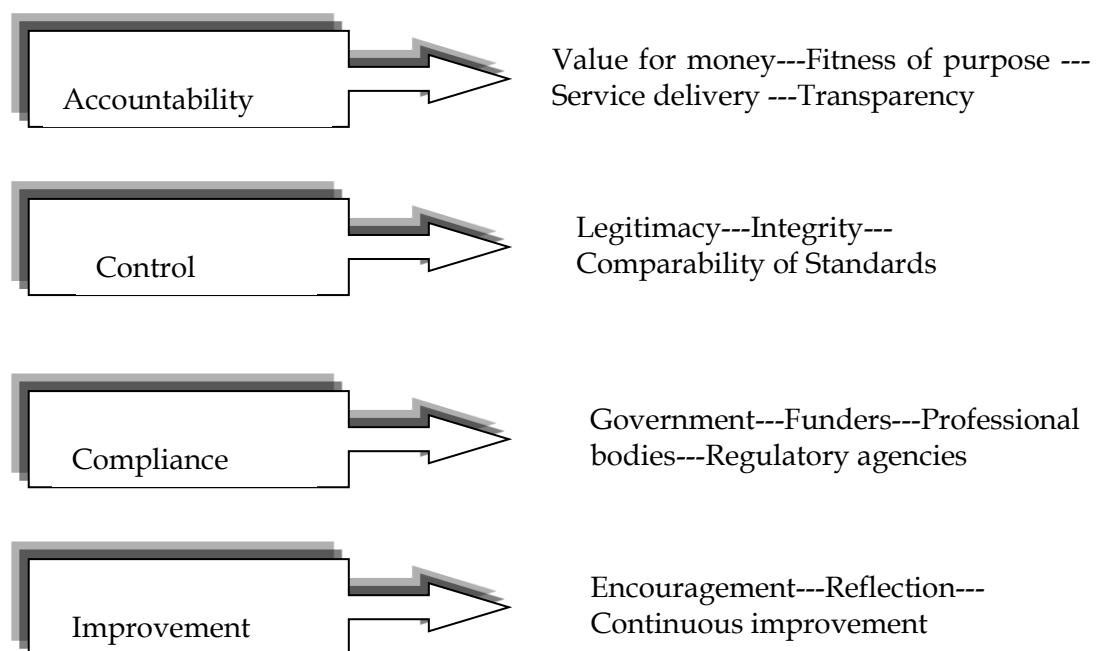 Accountability
Value for money---Fitness of purpose ---
Service delivery ---Transparency
Control
Legitimacy---Integrity---
Comparability of Standards
Compliance
Government---Funders---Professional
bodies---Regulatory agencies
Improvement
Encouragement---Reflection---
Continuous improvement